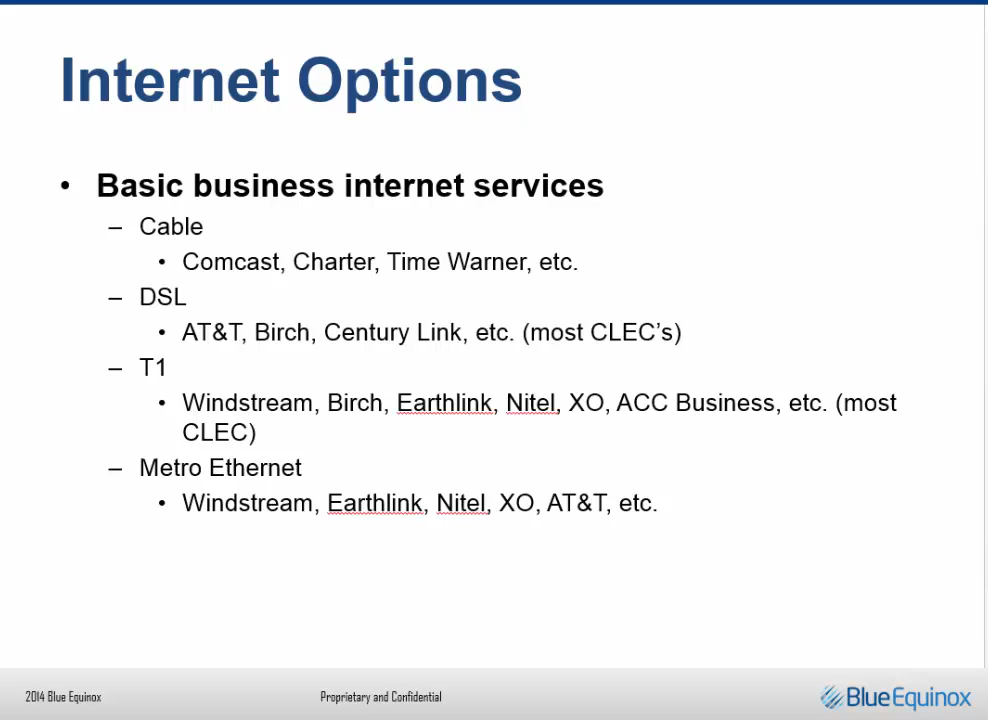 Internet Options
• Basic business internet services
– Cable
• Comcast, Charter, Time Warner, etc.
– DSL
• AT&T, Birch, Century Link, etc. (most CLEC’s)
– T1
• Windstream, Birch, Earthlink, Nitel, XO, ACC Business, etc. (most
CLEC)
– Metro Ethernet
• Windstream, Earthlink, Nitel, XO, AT&T, etc.
2014 Blue Equinox
Proprietary and Confidential
BlueEquinox